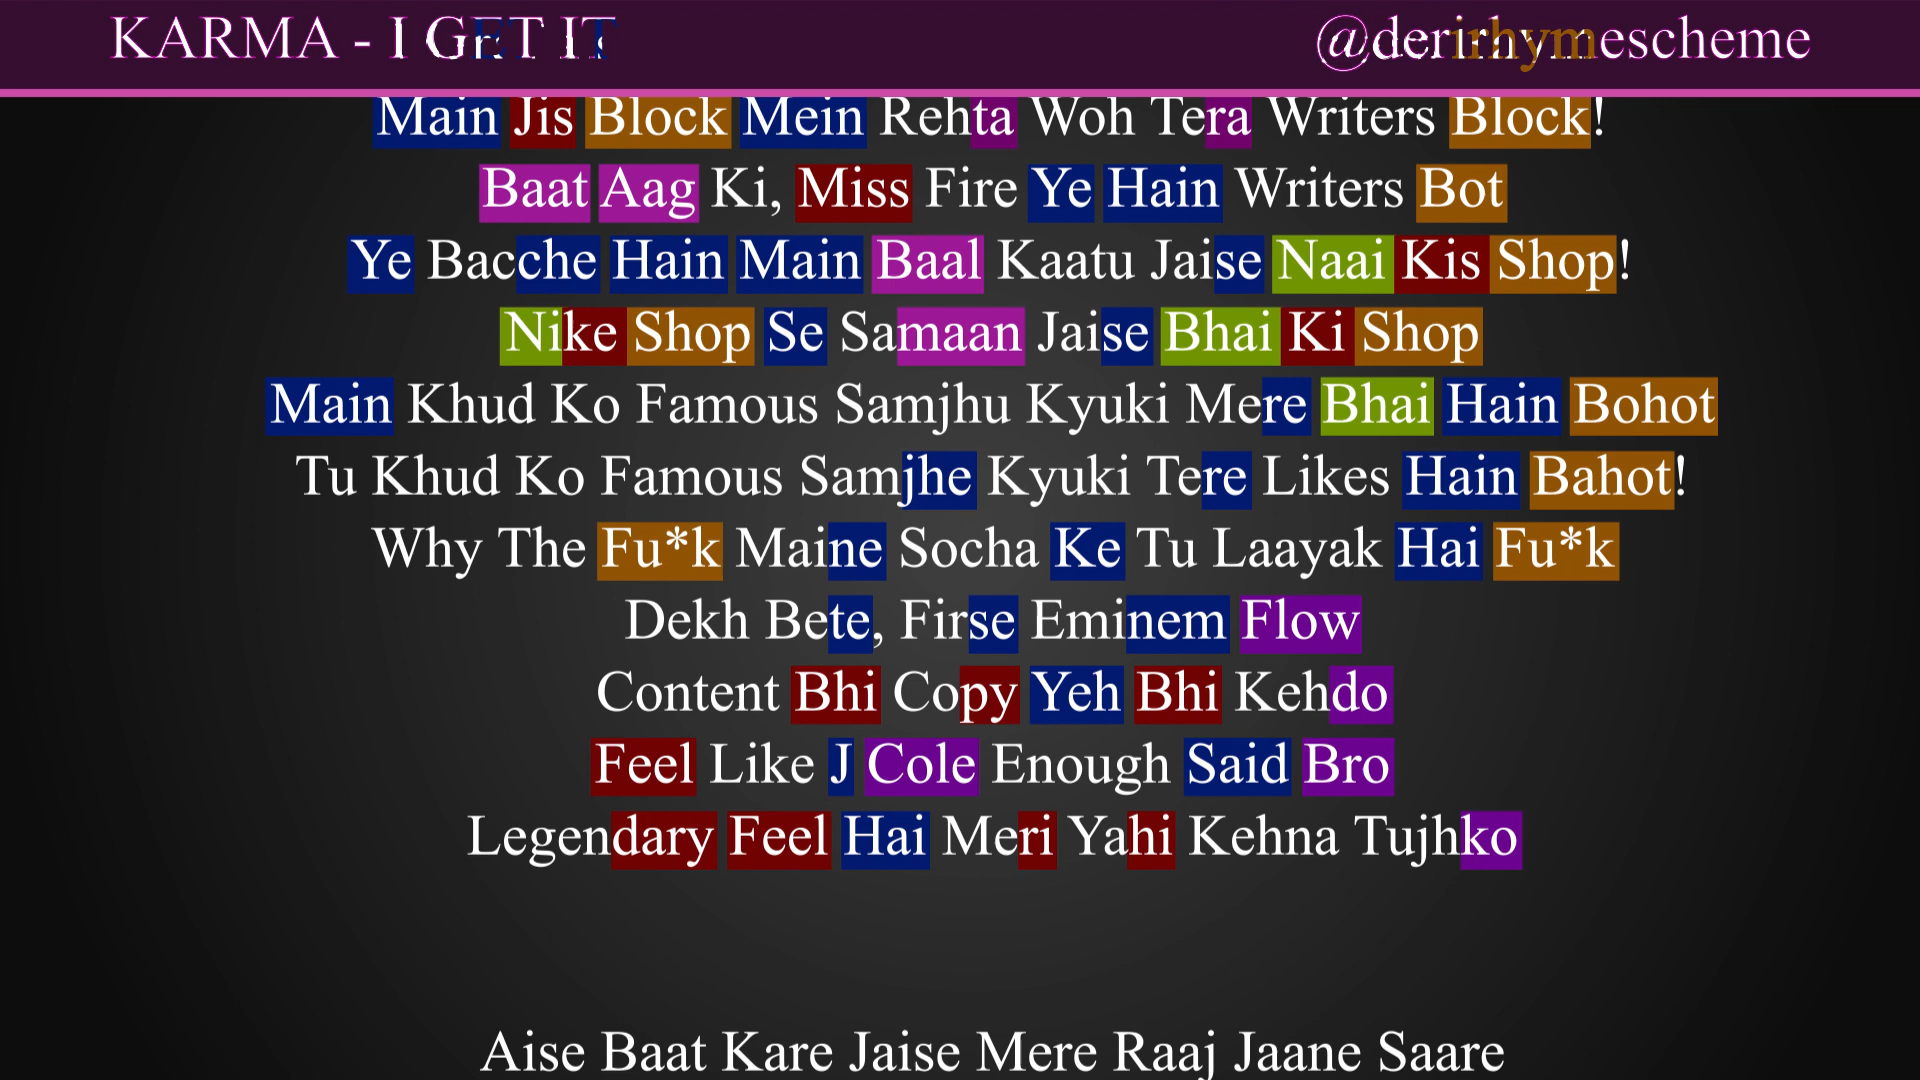 KARMA - I GET IT
@derirhymescheme
Main Jis Block Mein Rehta Woh Tera Writers Block!
Baat Aag Ki, Miss Fire Ye Hain Writers Bot
Ye Bacche Hain Main Baal Kaatu Jaise Naai Kis Shop!
Nike Shop Se Samaan Jaise Bhai Ki Shop
Main Khud Ko Famous Samjhu Kyuki Mere Bhai Hain Bohot
Tu Khud Ko Famous Samjhe Kyuki Tere Likes Hain Bahot!
Why The Fu*k Maine Socha Ke Tu Laayak Hai Fu*k
Dekh Bete, Firse Eminem Flow
Content Bhi Copy Yeh Bhi Kehdo
Feel Like J Cole Enough Said Bro
Legendary Feel Hai Meri Yahi Kehna Tujhko
Aise Baat Kare Jaise Mere Raaj Jaane Saare